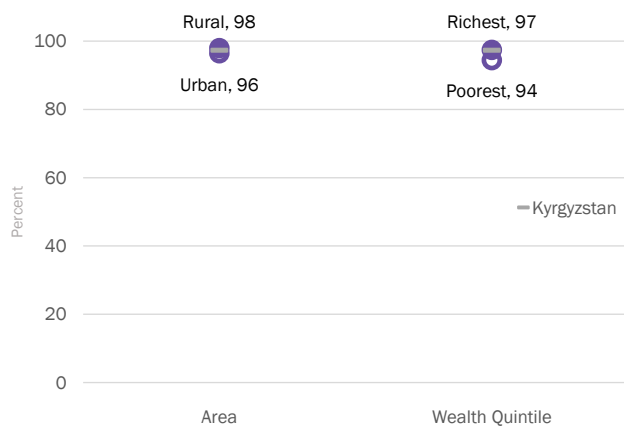 Rural, 98
Richest, 97
100
Urban, 96
Poorest, 94
80
60
Percent
Kyrgyzstan
40
20
0
Area
Wealth Quintile